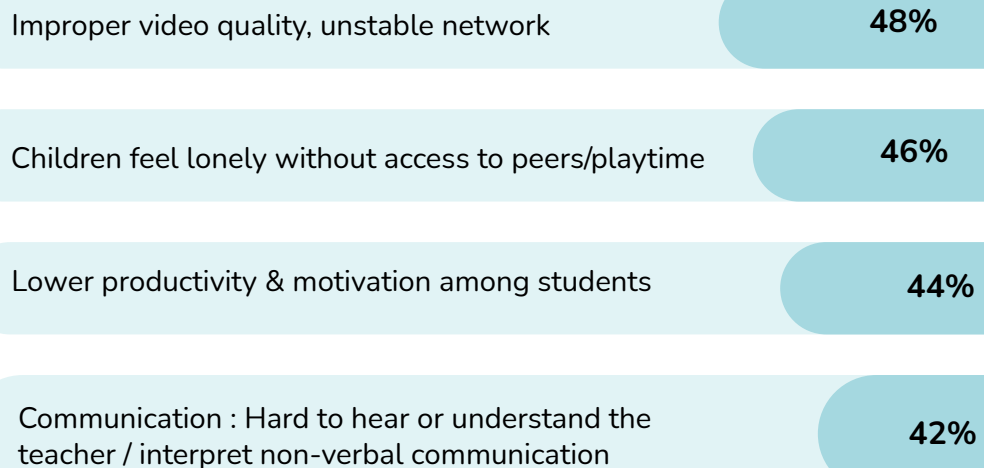 Improper video quality, unstable network
48%
Children feel lonely without access to peers/playtime
46%
Lower productivity & motivation among students
44%
Communication : Hard to hear or understand the
teacher / interpret non-verbal communication
42%